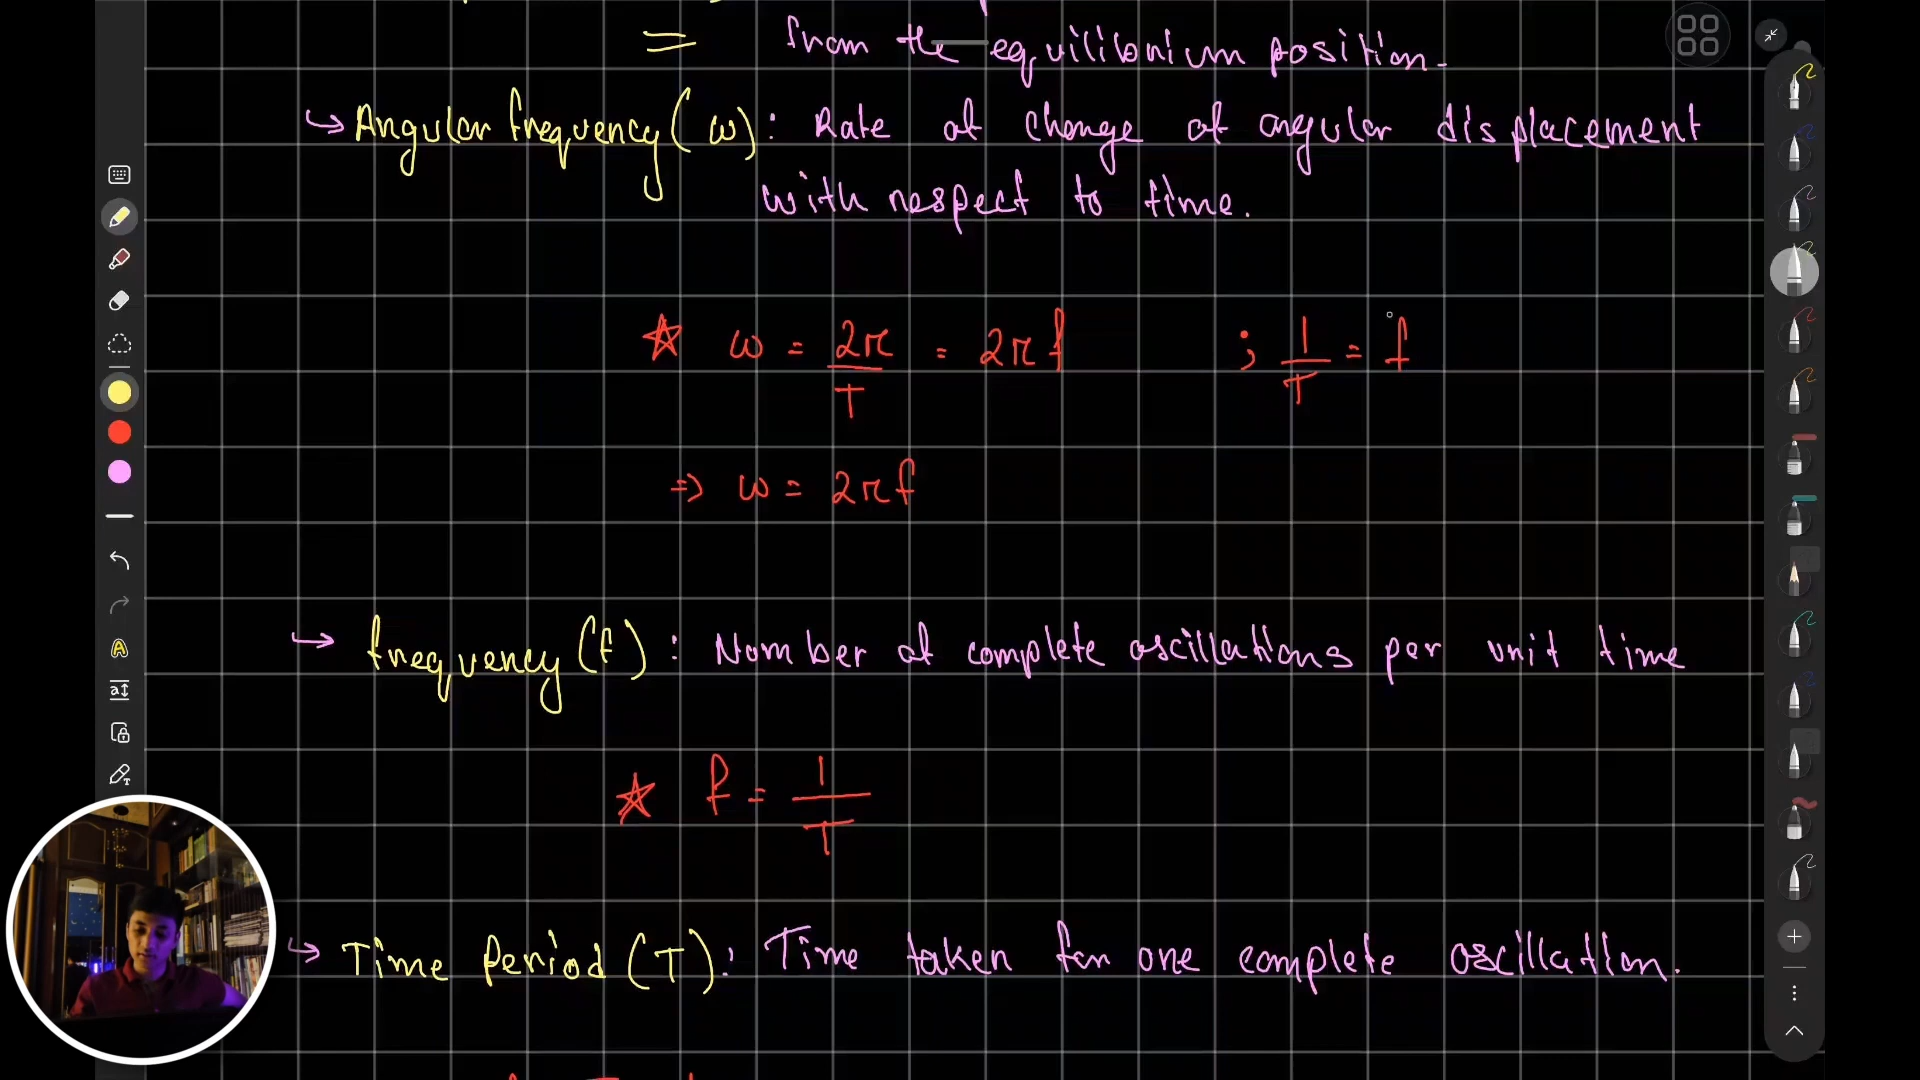 = from the equilibrium position.
↪ Angular frequency (ω): Rate of change of angular displacement
with respect to time.
☆ ω = 2π/T = 2πf ; 1/T = f
⇒ ω = 2πf
↪ frequency (f): Number of complete oscillations per unit time
☆ f = 1/T
↪ Time Period (T): Time taken for one complete oscillation.